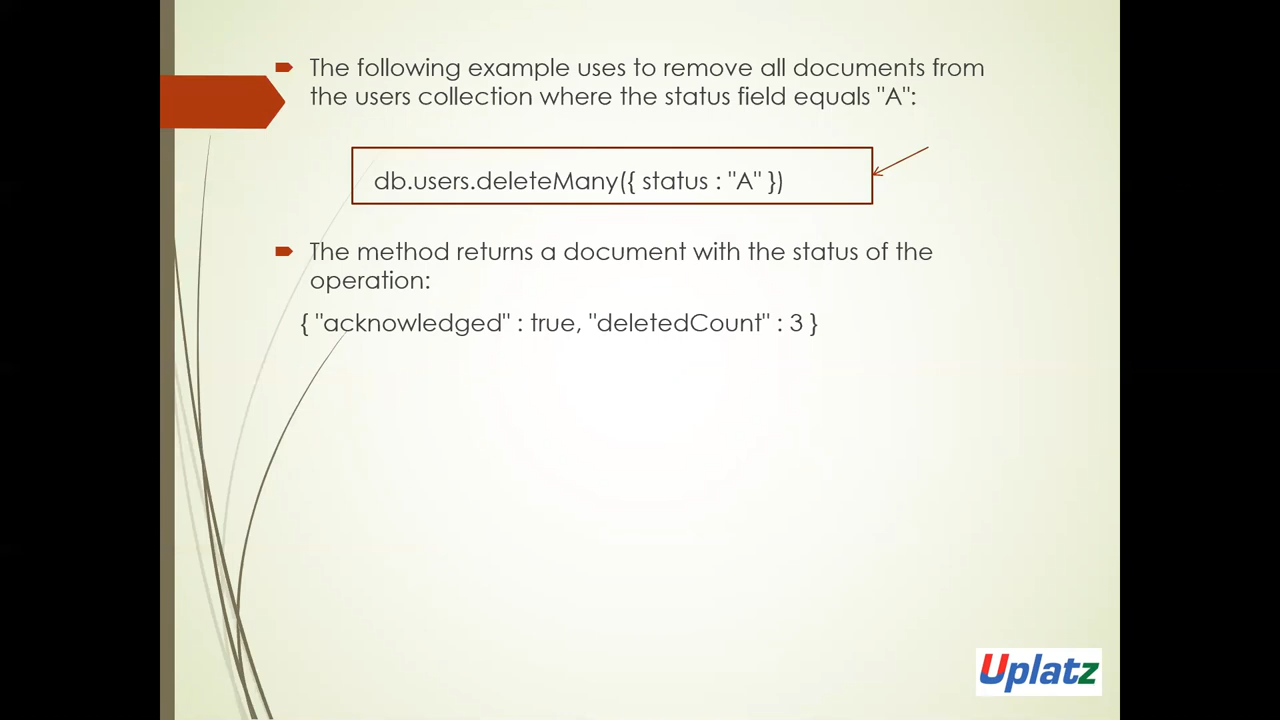 The following example uses to remove all documents from
the users collection where the status field equals "A":
db.users.deleteMany({ status : "A" })
The method returns a document with the status of the
operation:
{ "acknowledged" : true, "deletedCount" : 3 }
Uplatz